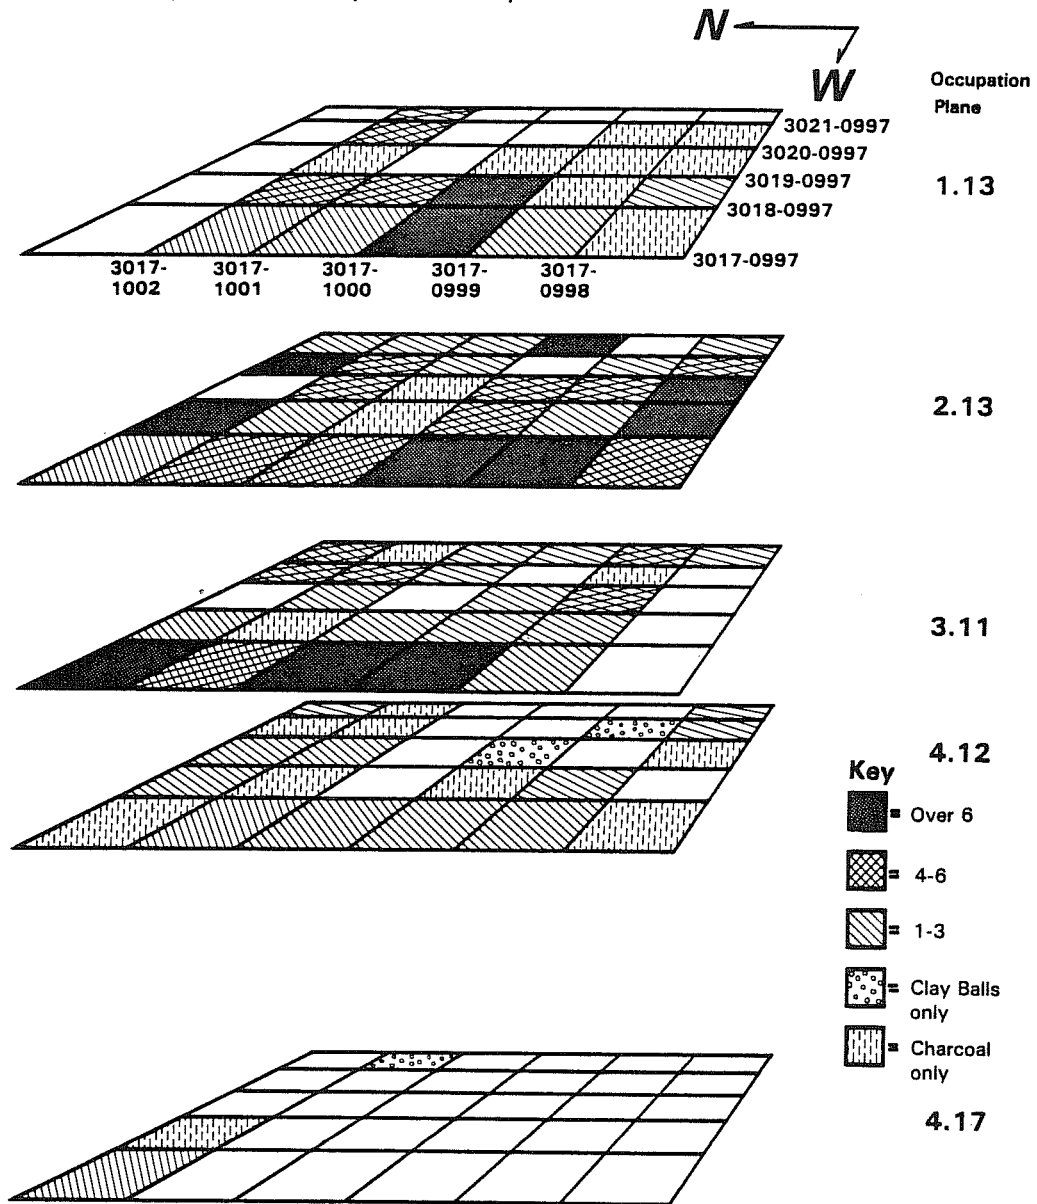 N
W
Occupation
Plane
3021-0997
3020-0997
3019-0997
1.13
3018-0997
3017-0997
3017-
1002
3017-
1001
3017-
1000
3017-
0999
3017-
0998
2.13
3.11
4.12
Key
= Over 6
= 4-6
= 1-3
= Clay Balls
only
= Charcoal
only
4.17